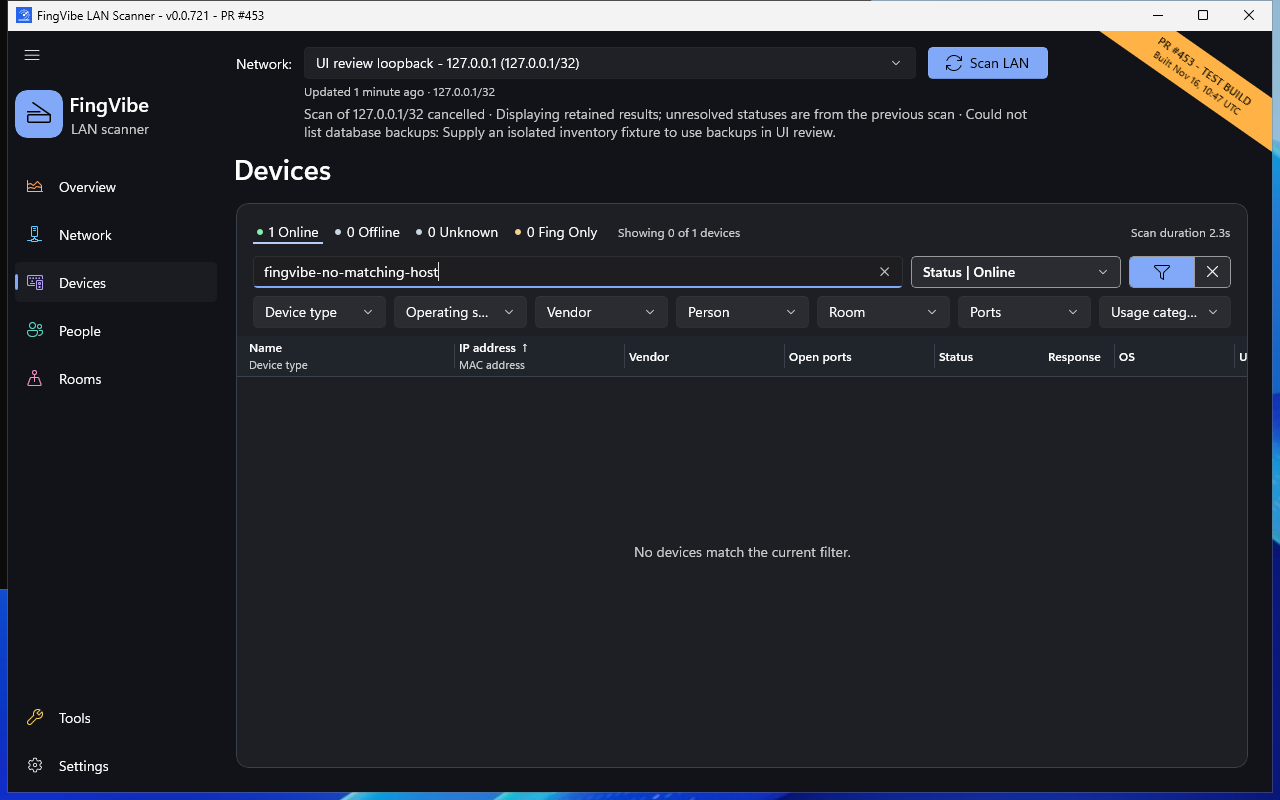 FingVibe LAN Scanner - v0.0.721 - PR #453
PR #453 - TEST BUILD
Built Nov 16, 10:47 UTC
Network:
UI review loopback - 127.0.0.1 (127.0.0.1/32)
Scan LAN
Updated 1 minute ago · 127.0.0.1/32
Scan of 127.0.0.1/32 cancelled · Displaying retained results; unresolved statuses are from the previous scan · Could not
list database backups: Supply an isolated inventory fixture to use backups in UI review.
FingVibe
LAN scanner
Overview
Network
Devices
People
Rooms
Tools
Settings
Devices
1 Online
0 Offline
0 Unknown
0 Fing Only
Showing 0 of 1 devices
Scan duration 2.3s
fingvibe-no-matching-host
Status | Online
Device type
Operating s...
Vendor
Person
Room
Ports
Usage categ...
Name
Device type
IP address ↑
MAC address
Vendor
Open ports
Status
Response
OS
U
No devices match the current filter.